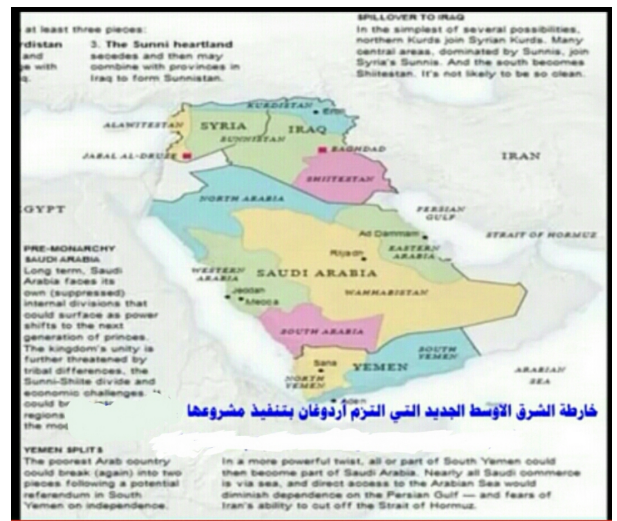 at least three pieces:
rdistan
and
e with
q.
3. The Sunni heartland
secedes and then may
combine with provinces in
Iraq to form Sunnistan.
SPILLOVER TO IRAQ
In the simplest of several possibilities,
northern Kurds join Syrian Kurds. Many
central areas, dominated by Sunnis, join
Syria's Sunnis. And the south becomes
Shiitestan. It's not likely to be so clean.
KURDISTAN
Erbil
ALAWITESTAN
SYRIA
IRAQ
SUNNISTAN
BAGHDAD
JABAL AL-DRUZE
IRAN
SHIITESTAN
NORTH ARABIA
GYPT
PERSIAN
GULF
STRAIT OF HORMUZ
Ad Dammam
EASTERN
ARABIA
Riyadh
WESTERN
ARABIA
SAUDI ARABIA
Jeddah
Mecca
WAHHABISTAN
SOUTH ARABIA
SOUTH
YEMEN
Sana
YEMEN
NORTH
YEMEN
ARABIAN
SEA
Aden
PRE-MONARCHY
SAUDI ARABIA
Long term, Saudi
Arabia faces its
own (suppressed)
internal divisions that
could surface as power
shifts to the next
generation of princes.
The kingdom's unity is
further threatened by
tribal differences, the
Sunni-Shiite divide and
economic challenges.
could br
regions
the mo
خارطة الشرق الاوسط الجديد التي التزم أردوغان بتنفيذ مشروعها
YEMEN SPLITS
The poorest Arab country
could break (again) into two
pieces following a potential
referendum in South
Yemen on independence.
In a more powerful twist, all or part of South Yemen could
then become part of Saudi Arabia. Nearly all Saudi commerce
is via sea, and direct access to the Arabian Sea would
diminish dependence on the Persian Gulf — and fears of
Iran's ability to cut off the Strait of Hormuz.